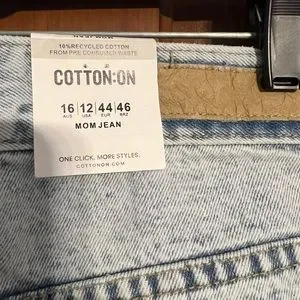 10% RECYCLED COTTON
FROM PRE CONSUMED WASTE
COTTON:ON
16 12 44 46
AUS USA EUR BRZ
MOM JEAN
ONE CLICK. MORE STYLES.
COTTONON.COM